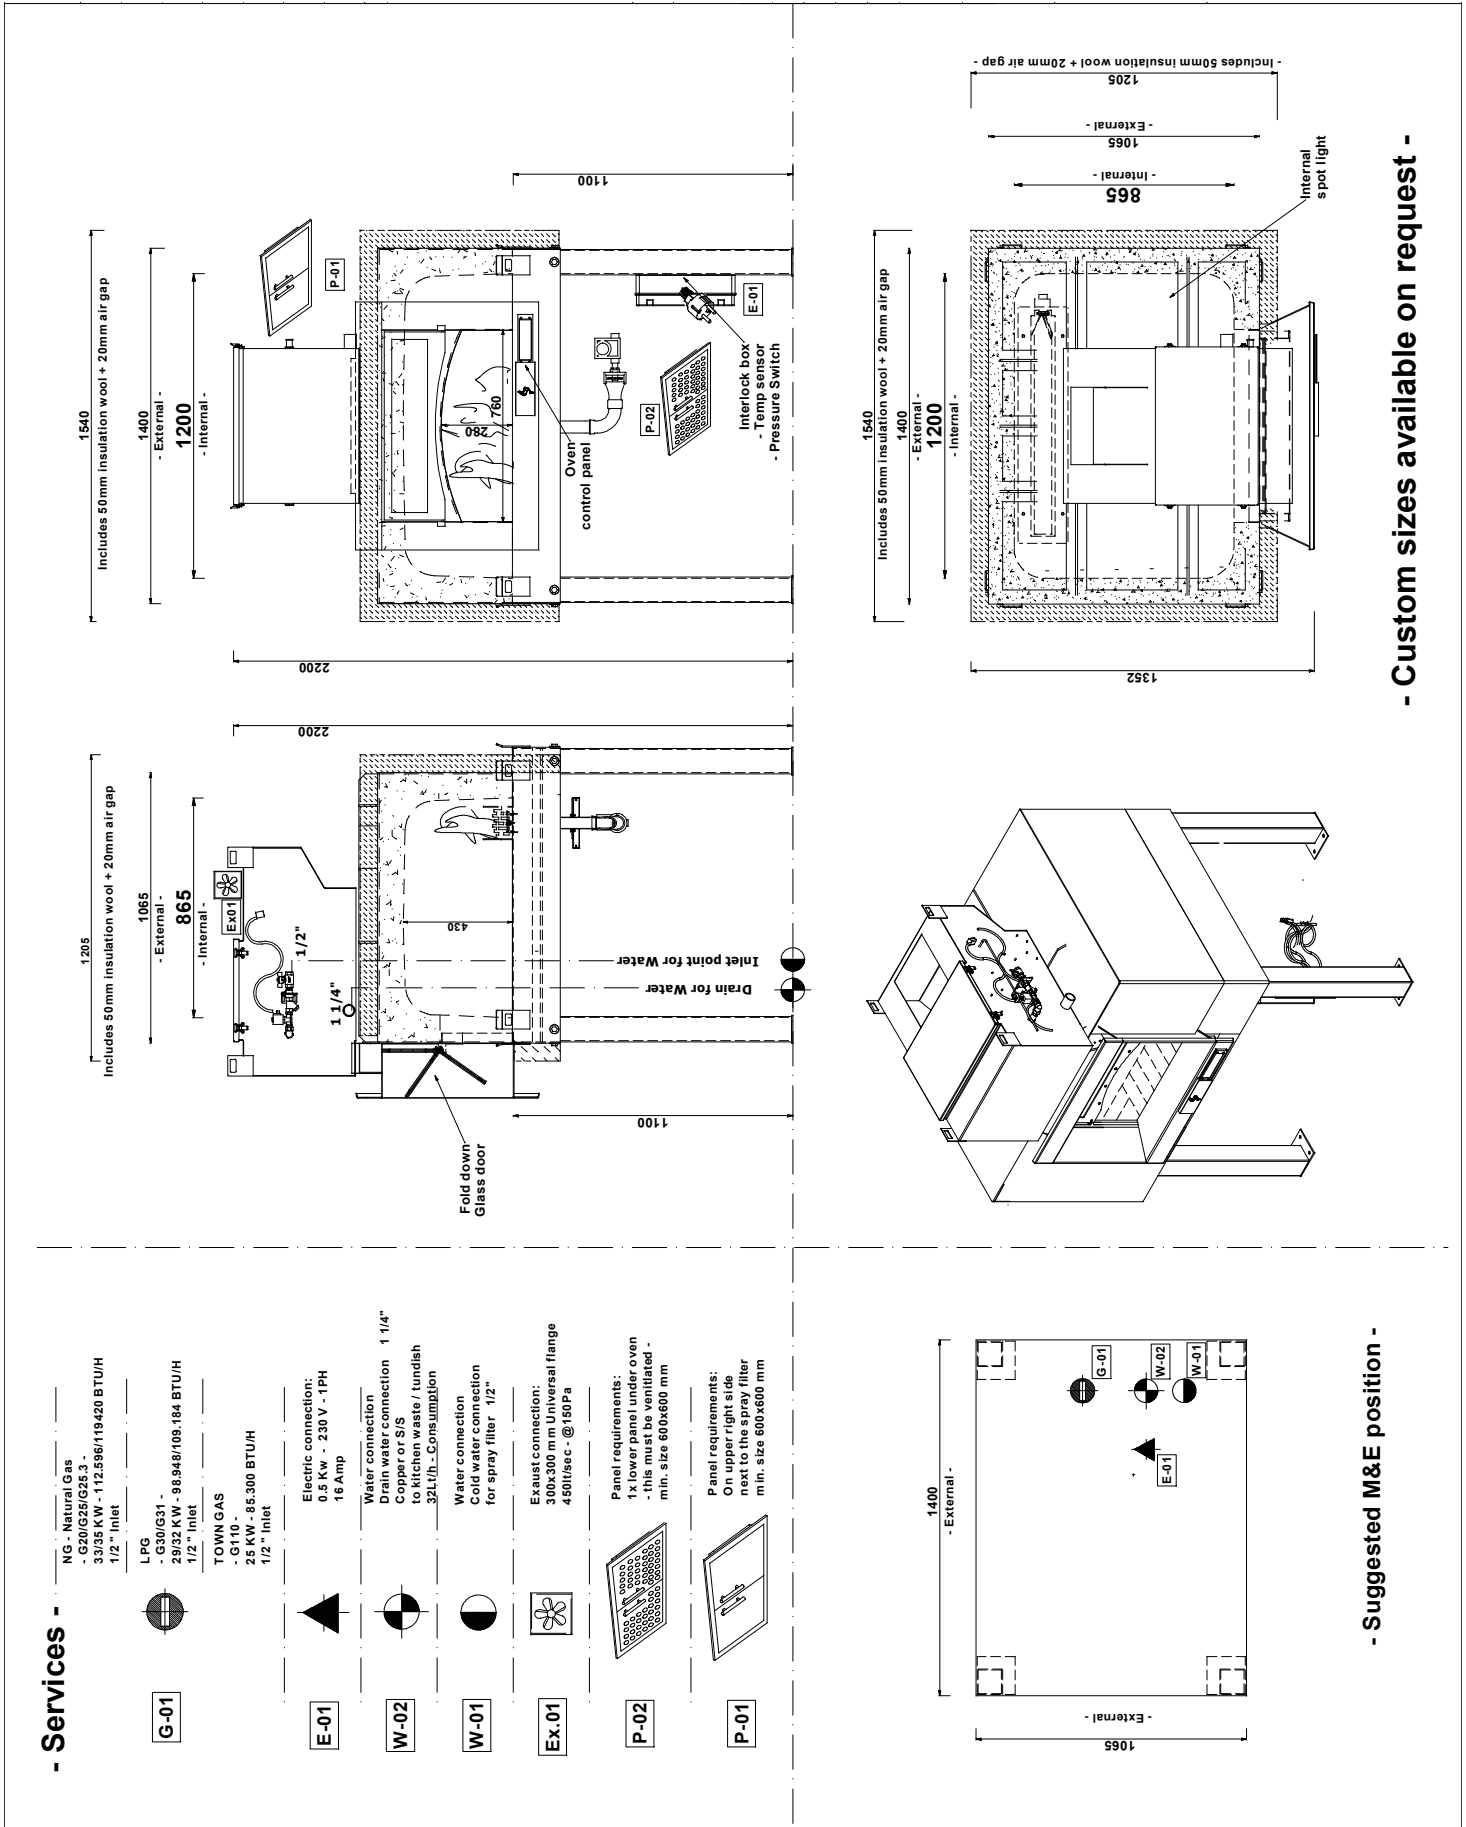 - Services -
G-01
NG - Natural Gas
- G20/G25/G25.3 -
33/35 KW - 112.596/119420 BTU/H
1/2 " Inlet
LPG
- G30/G31 -
29/32 KW - 98.948/109.184 BTU/H
1/2 " Inlet
TOWN GAS
- G110 -
25 KW - 85.300 BTU/H
1/2 " Inlet
E-01
Electric connection:
0.5 Kw - 230 V - 1PH
16 Amp
W-02
Water connection
Drain water connection 1 1/4"
Copper or S/S
to kitchen waste / tundish
32Lt/h - Consumption
W-01
Water connection
Cold water connection
for spray filter 1/2"
Ex.01
Exaust connection:
300x300 mm Universal flange
450lt/sec - @150Pa
P-02
Panel requirements:
1x lower panel under oven
- this must be venitlated -
min. size 600x600 mm
P-01
Panel requirements:
On upper right side
next to the spray filter
min. size 600x600 mm
1205
Includes 50mm insulation wool + 20mm air gap
1065
- External -
865
- Internal -
2200
Ex01
1/2"
1 1/4"
430
Inlet point for Water
Drain for Water
Fold down
Glass door
1100
1540
Includes 50mm insulation wool + 20mm air gap
1400
- External -
1200
- Internal -
2200
P-01
1100
280
760
Oven
control panel
P-02
E-01
Interlock box
- Temp sensor
- Pressure Switch
1400
- External -
1065
- External -
G-01
W-02
W-01
E-01
- Suggested M&E position -
1540
Includes 50mm insulation wool + 20mm air gap
1400
- External -
1200
- Internal -
1352
865
- Internal -
1065
- External -
1205
- Includes 50mm insulation wool + 20mm air gap -
Internal
spot light
- Custom sizes available on request -